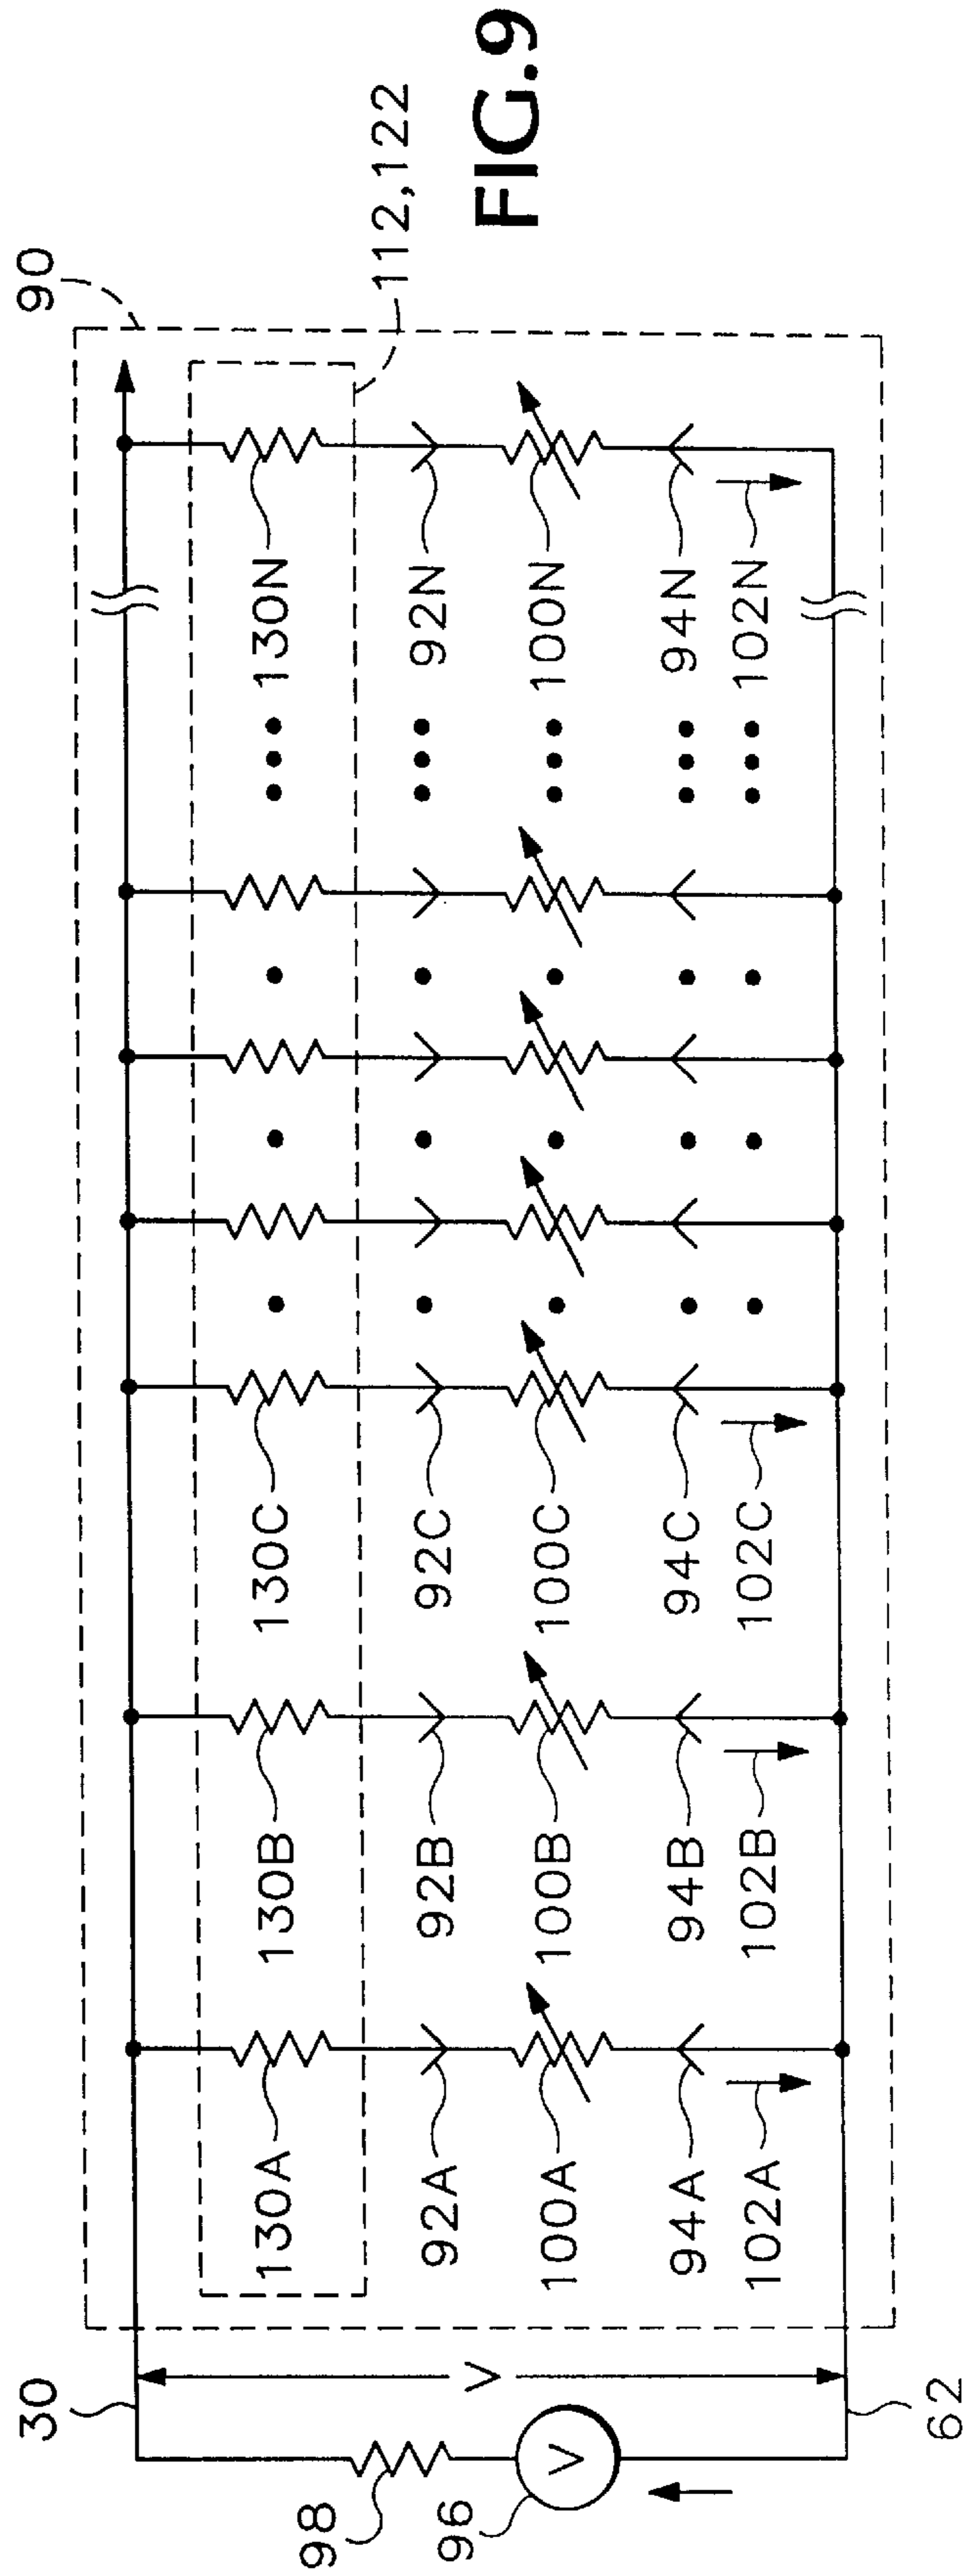 90
112,122
FIG.9
30
130A 130B 130C 130N
92A 92B 92C 92N
V
98
100A 100B 100C 100N
V
96
94A 94B 94C 94N
102A 102B 102C 102N
62